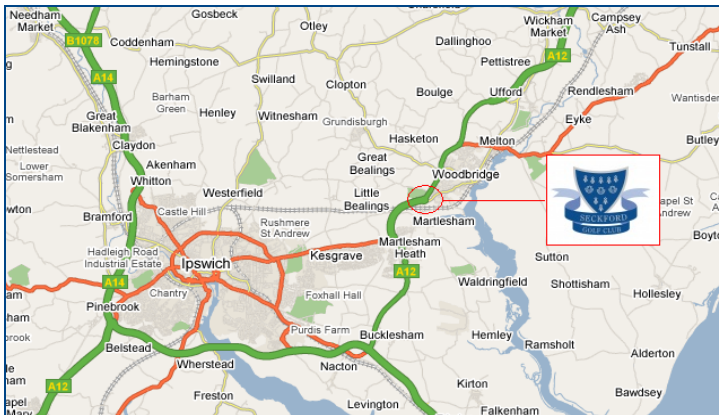 Needham
Market
Gosbeck
Otley
Dallinghoo
Wickham
Market
Campsey
Ash
B1078
Coddenham
Hemingstone
A12
Tunstall
Pettistree
A14
Swilland
Clopton
Boulge
Ufford
Rendlesham
Wantisden
Barham
Green
Henley
Witnesham
Grundisburgh
Great
Blakenham
Eyke
Hasketon
Melton
Butley
Nettlestead
Claydon
Lower
Somersham
Akenham
Great
Bealings
Woodbridge
Whitton
Westerfield
Little
Bealings
SECKFORD
GOLF CLUB
Castle Hill
Bramford
Rushmere
St Andrew
Martlesham
Hadleigh Road
Industrial Estate
Ipswich
Kesgrave
Martlesham
Heath
Sutton
A12
A14
Chantry
Foxhall Hall
Waldringfield
Shottisham
Hollesley
Pinebrook
Purdis Farm
Bucklesham
Hemley
Ramsholt
Belstead
Alderton
Wherstead
Nacton
A12
Freston
Levington
Kirton
Falkenham
Bawdsey